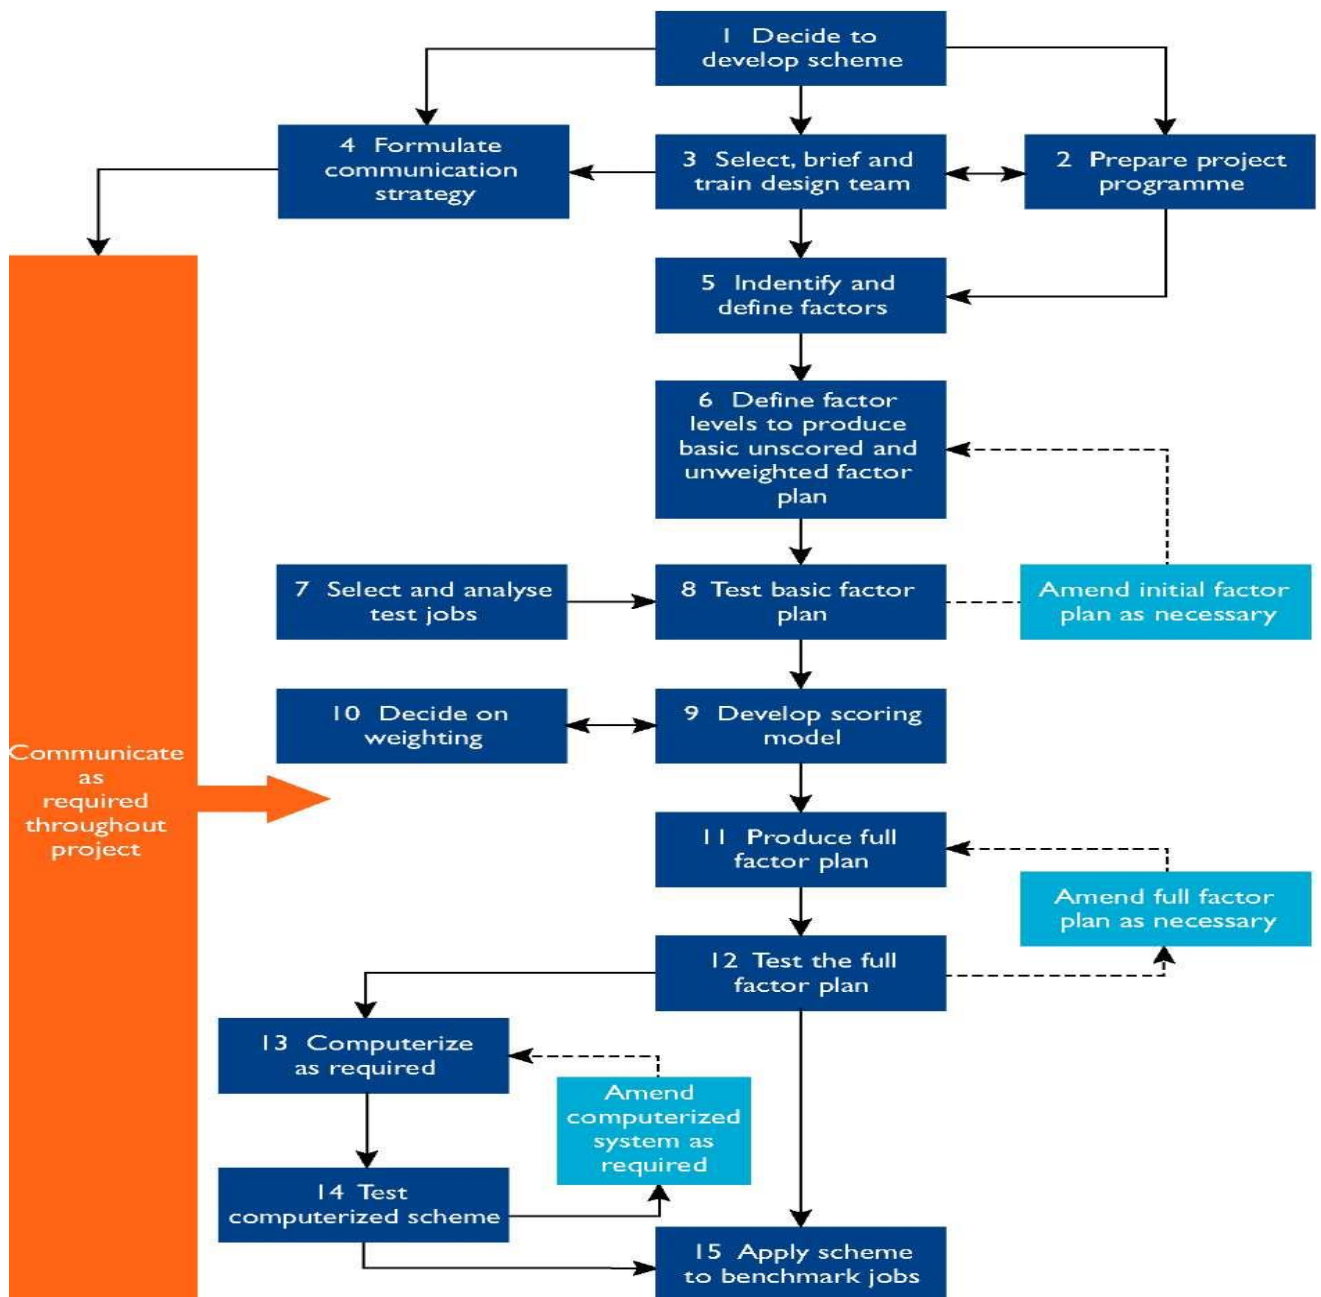 1 Decide to
develop scheme
4 Formulate
communication
strategy
3 Select, brief and
train design team
2 Prepare project
programme
5 Indentify and
define factors
6 Define factor
levels to produce
basic unscored and
unweighted factor
plan
7 Select and analyse
test jobs
8 Test basic factor
plan
Amend initial factor
plan as necessary
10 Decide on
weighting
9 Develop scoring
model
Communicate
as
required
throughout
project
11 Produce full
factor plan
Amend full factor
plan as necessary
12 Test the full
factor plan
13 Computerize
as required
Amend
computerized
system as
required
14 Test
computerized scheme
15 Apply scheme
to benchmark jobs